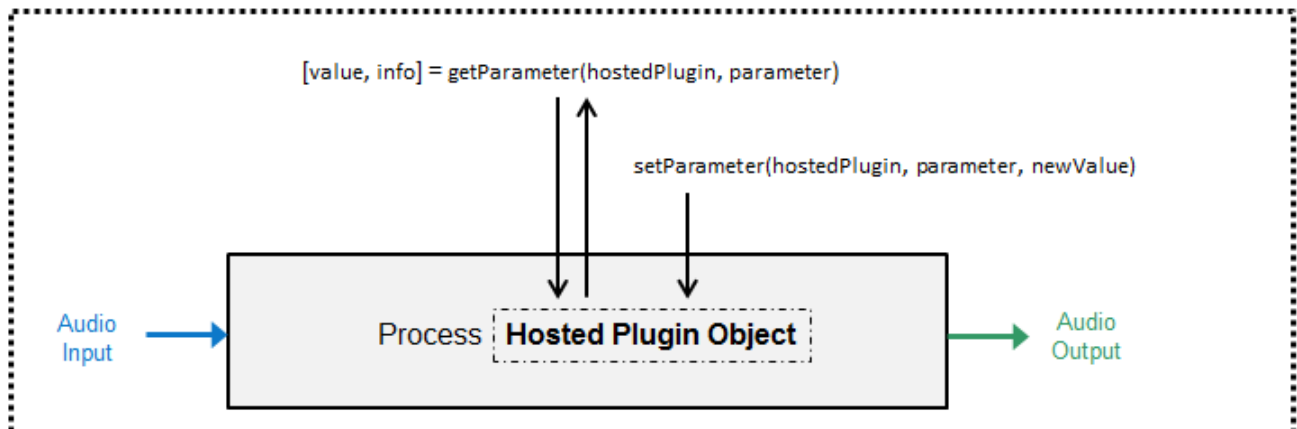 [value, info] = getParameter(hostedPlugin, parameter)
setParameter(hostedPlugin, parameter, newValue)
Audio
Input
Process Hosted Plugin Object
Audio
Output